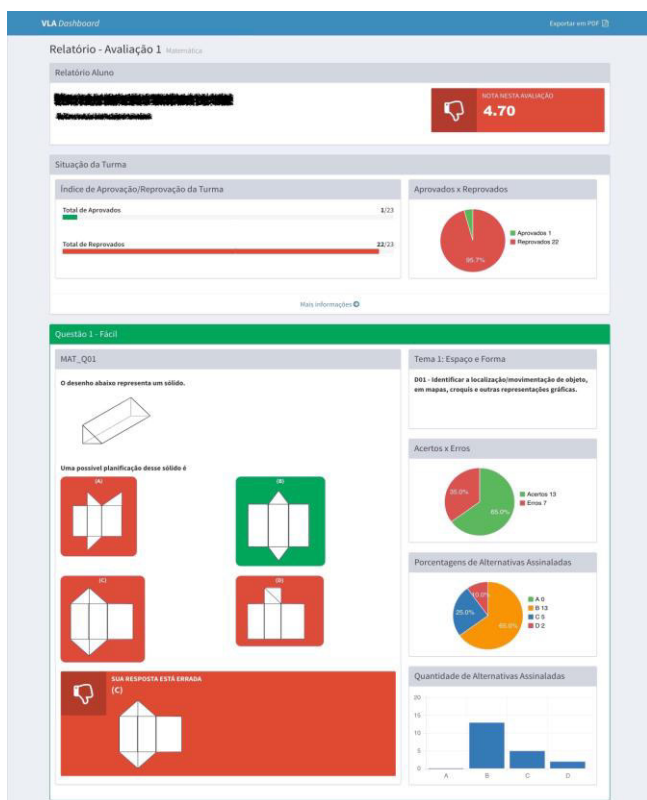 VLA Dashboard
Exportar em PDF
Relatório - Avaliação 1 Matemática
Relatório Aluno
NOTA NESTA AVALIAÇÃO
4.70
Situação da Turma
Índice de Aprovação/Reprovação da Turma
Total de Aprovados 1/23
Total de Reprovados 22/23
Aprovados x Reprovados
95.7%
Aprovados 1
Reprovados 22
Mais informações
Questão 1 - Fácil
MAT_Q01
O desenho abaixo representa um sólido.
Uma possível planificação desse sólido é
(A)
(B)
(C)
(D)
SUA RESPOSTA ESTÁ ERRADA
(C)
Tema 1: Espaço e Forma
D01 - Identificar a localização/movimentação de objeto,
em mapas, croquis e outras representações gráficas.
Acertos x Erros
35.0%
65.0%
Acertos 13
Erros 7
Porcentagens de Alternativas Assinaladas
10.0%
25.0%
65.0%
A 0
B 13
C 5
D 2
Quantidade de Alternativas Assinaladas
20
15
10
5
0
A B C D